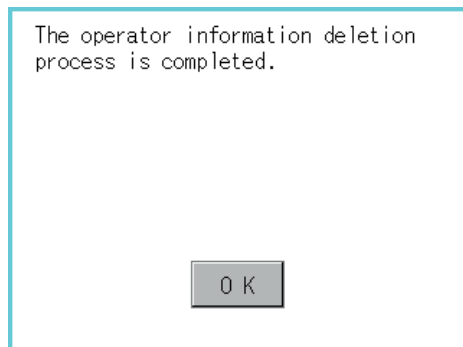 The operator information deletion
process is completed.
OK